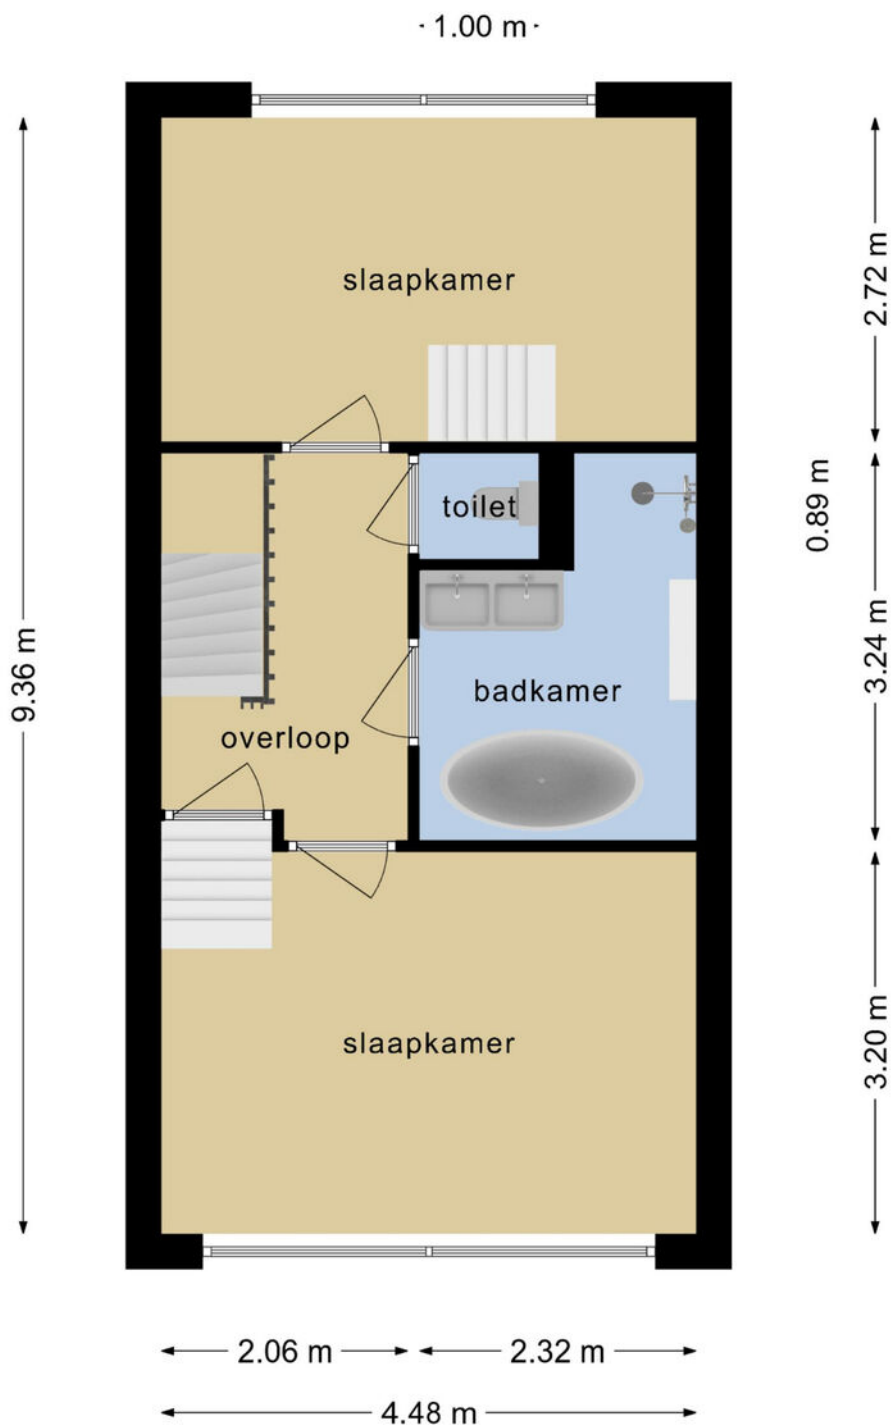 1.00 m
slaapkamer
2.72 m
0.89 m
toilet
9.36 m
3.24 m
badkamer
overloop
slaapkamer
3.20 m
2.06 m
2.32 m
4.48 m